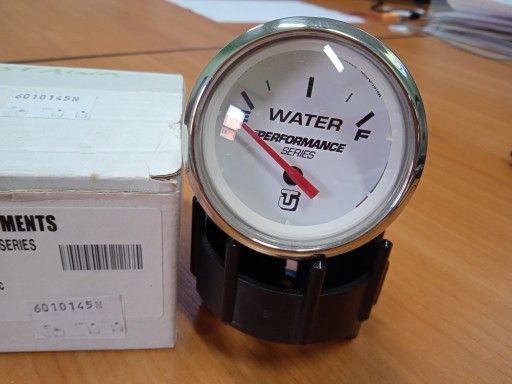 6010145N
MENTS
SERIES
6010145N
E
F
WATER
PERFORMANCE
SERIES